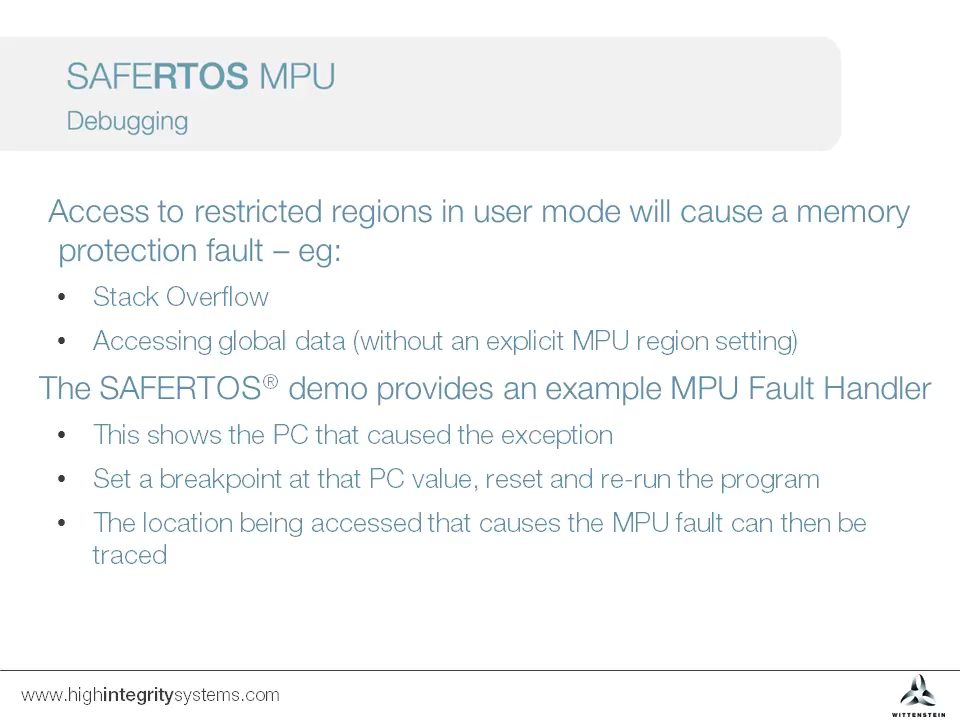 SAFERTOS MPU
Debugging
Access to restricted regions in user mode will cause a memory
protection fault – eg:
• Stack Overflow
• Accessing global data (without an explicit MPU region setting)
The SAFERTOS® demo provides an example MPU Fault Handler
• This shows the PC that caused the exception
• Set a breakpoint at that PC value, reset and re-run the program
• The location being accessed that causes the MPU fault can then be
traced
www.highintegritysystems.com
WITTENSTEIN